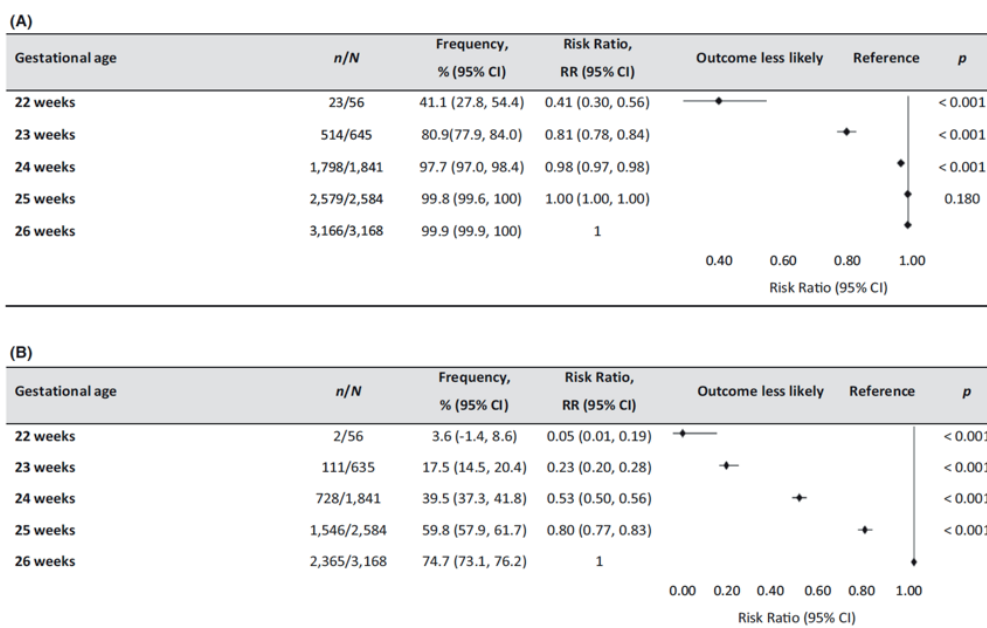 (A)
Gestational age n/N Frequency, % (95% CI) Risk Ratio, RR (95% CI) Outcome less likely Reference p
22 weeks 23/56 41.1 (27.8, 54.4) 0.41 (0.30, 0.56) < 0.001
23 weeks 514/645 80.9(77.9, 84.0) 0.81 (0.78, 0.84) < 0.001
24 weeks 1,798/1,841 97.7 (97.0, 98.4) 0.98 (0.97, 0.98) < 0.001
25 weeks 2,579/2,584 99.8 (99.6, 100) 1.00 (1.00, 1.00) 0.180
26 weeks 3,166/3,168 99.9 (99.9, 100) 1
0.40 0.60 0.80 1.00
Risk Ratio (95% CI)
(B)
Gestational age n/N Frequency, % (95% CI) Risk Ratio, RR (95% CI) Outcome less likely Reference p
22 weeks 2/56 3.6 (-1.4, 8.6) 0.05 (0.01, 0.19) < 0.001
23 weeks 111/635 17.5 (14.5, 20.4) 0.23 (0.20, 0.28) < 0.001
24 weeks 728/1,841 39.5 (37.3, 41.8) 0.53 (0.50, 0.56) < 0.001
25 weeks 1,546/2,584 59.8 (57.9, 61.7) 0.80 (0.77, 0.83) < 0.001
26 weeks 2,365/3,168 74.7 (73.1, 76.2) 1
0.00 0.20 0.40 0.60 0.80 1.00
Risk Ratio (95% CI)